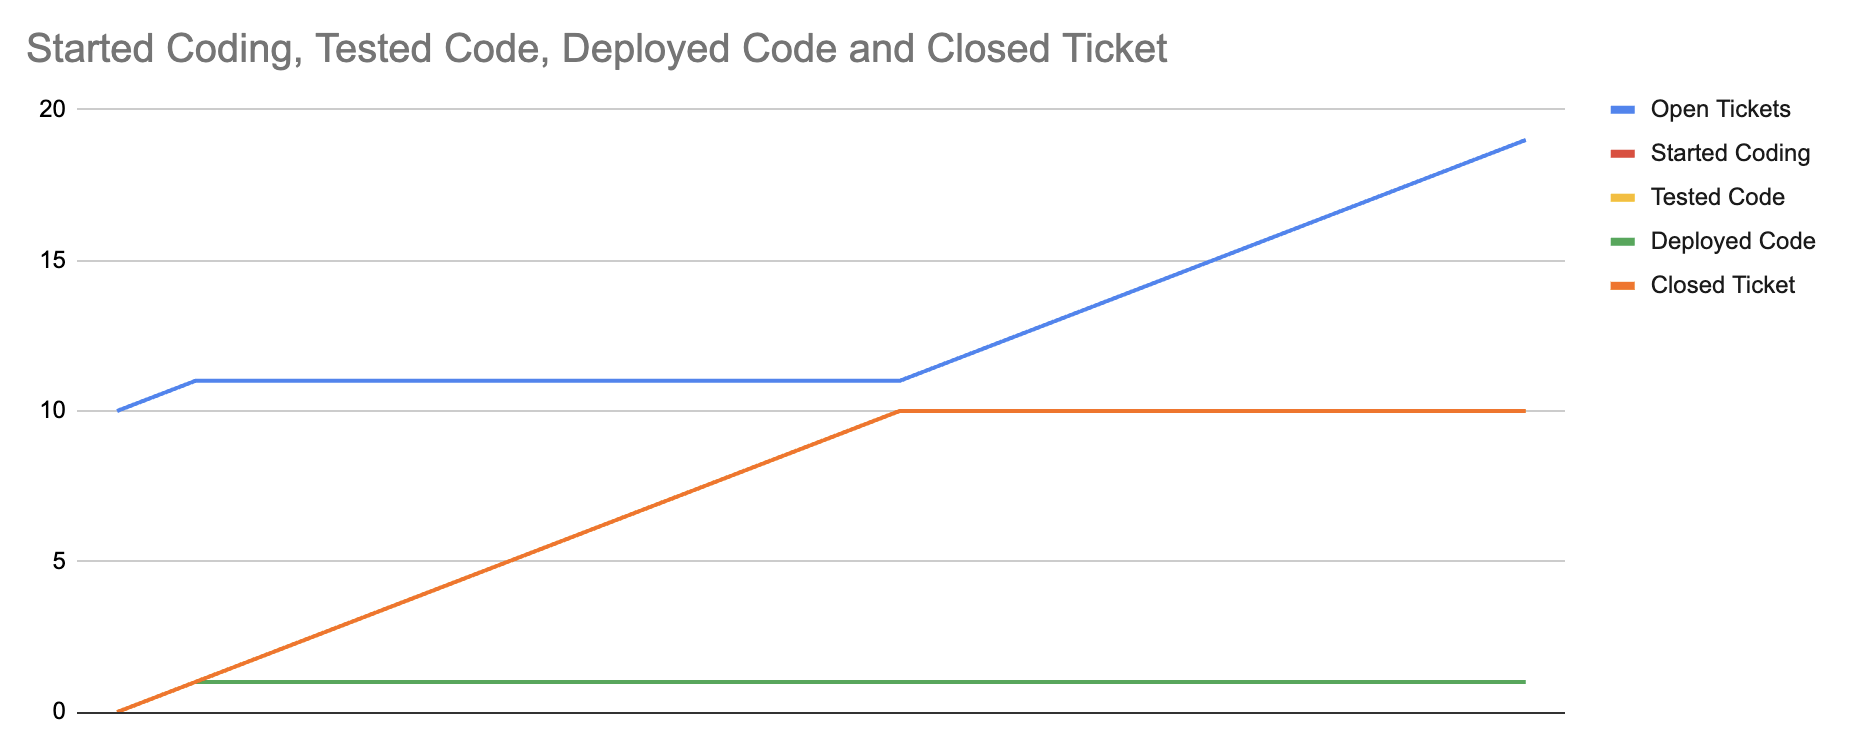 Started Coding, Tested Code, Deployed Code and Closed Ticket
20
15
10
5
0
Open Tickets
Started Coding
Tested Code
Deployed Code
Closed Ticket